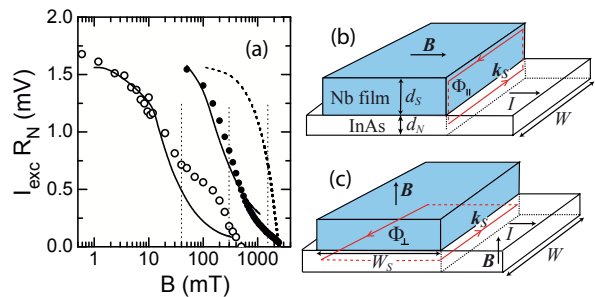 (a)
I_exc R_N (mV)
2.0
1.5
1.0
0.5
0.0
1 10 100 1000
B (mT)
(b)
B
k_S
Φ_||
Nb film
d_S
I
InAs
d_N
W
(c)
B
k_S
Φ_⊥
I
W_S
B
W